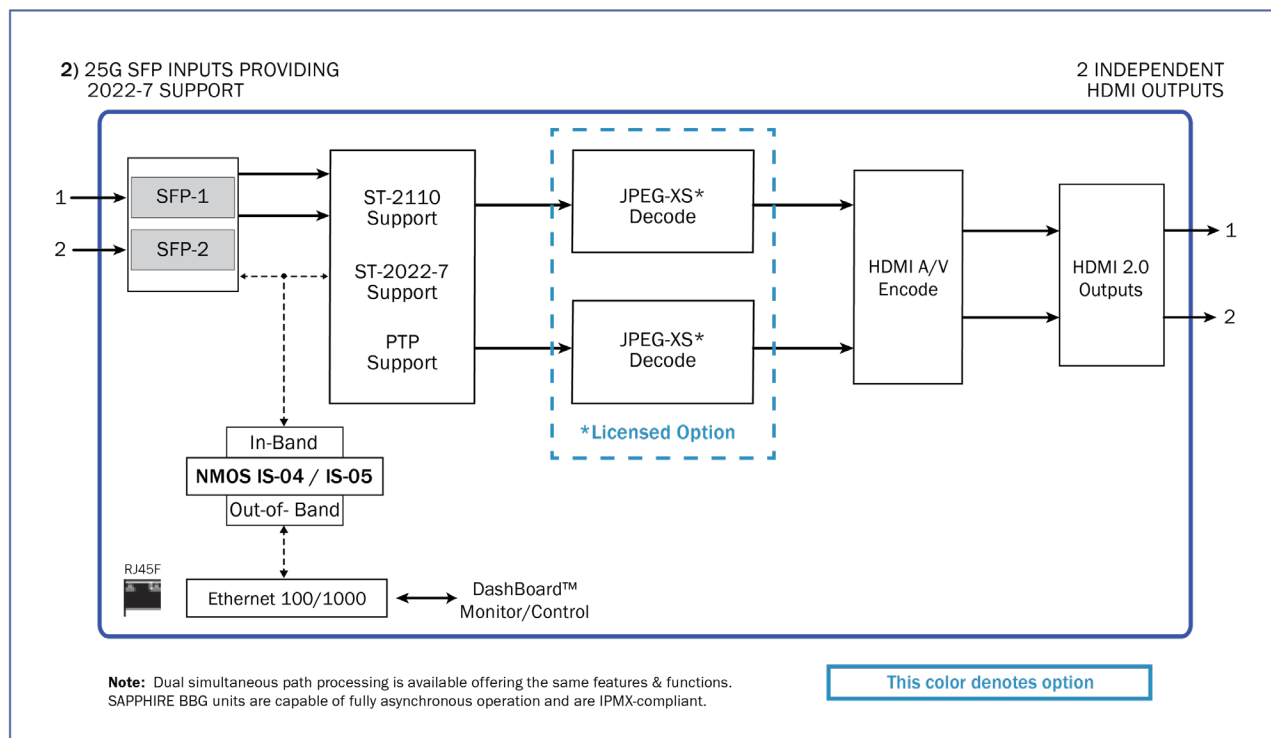 2) 25G SFP INPUTS PROVIDING
2022-7 SUPPORT
2 INDEPENDENT
HDMI OUTPUTS
1
SFP-1
2
SFP-2
ST-2110
Support
ST-2022-7
Support
PTP
Support
JPEG-XS*
Decode
JPEG-XS*
Decode
*Licensed Option
HDMI A/V
Encode
HDMI 2.0
Outputs
1
2
In-Band
NMOS IS-04 / IS-05
Out-of- Band
RJ45F
Ethernet 100/1000
DashBoard™
Monitor/Control
Note: Dual simultaneous path processing is available offering the same features & functions.
SAPPHIRE BBG units are capable of fully asynchronous operation and are IPMX-compliant.
This color denotes option